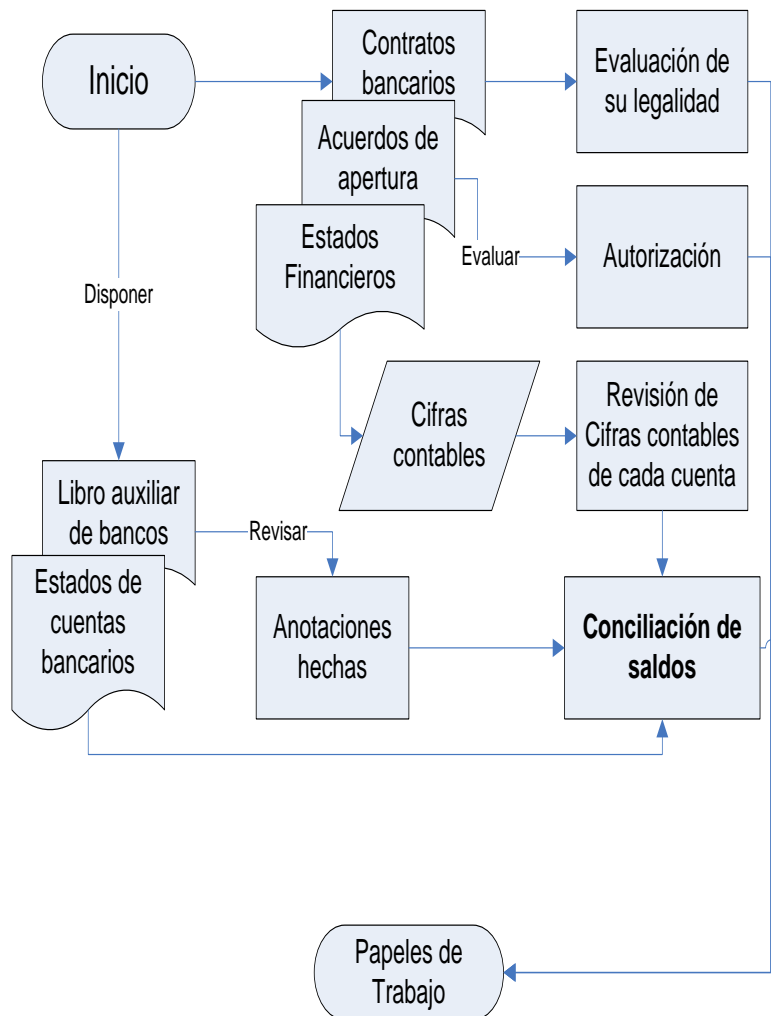 Inicio
Contratos
bancarios
Evaluación de
su legalidad
Acuerdos de
apertura
Estados
Financieros
Evaluar
Autorización
Disponer
Cifras
contables
Revisión de
Cifras contables
de cada cuenta
Libro auxiliar
de bancos
Revisar
Estados de
cuentas
bancarios
Anotaciones
hechas
Conciliación de
saldos
Papeles de
Trabajo